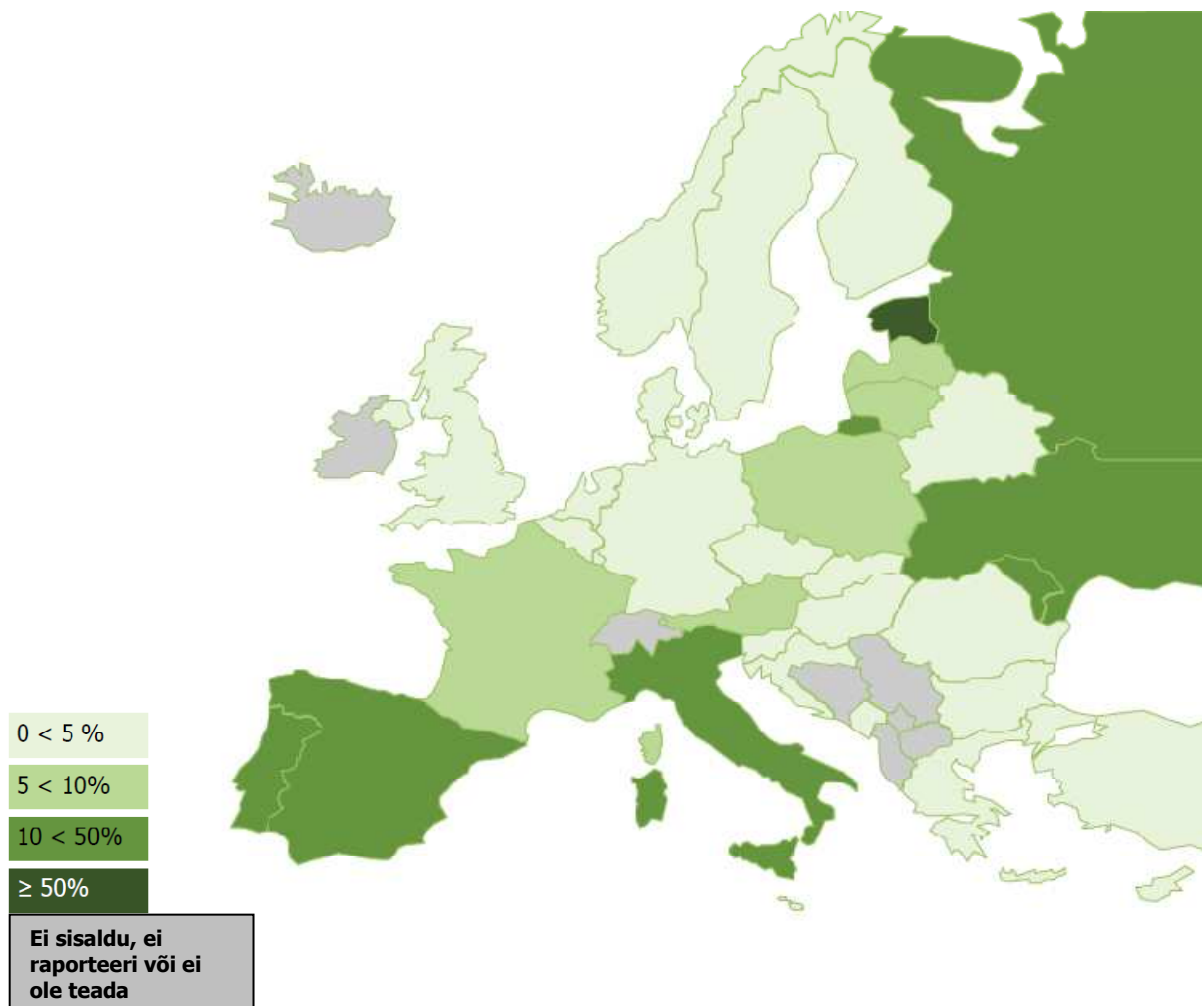 0 < 5 %
5 < 10%
10 < 50%
≥ 50%
Ei sisaldu, ei
raporteeri või ei
ole teada